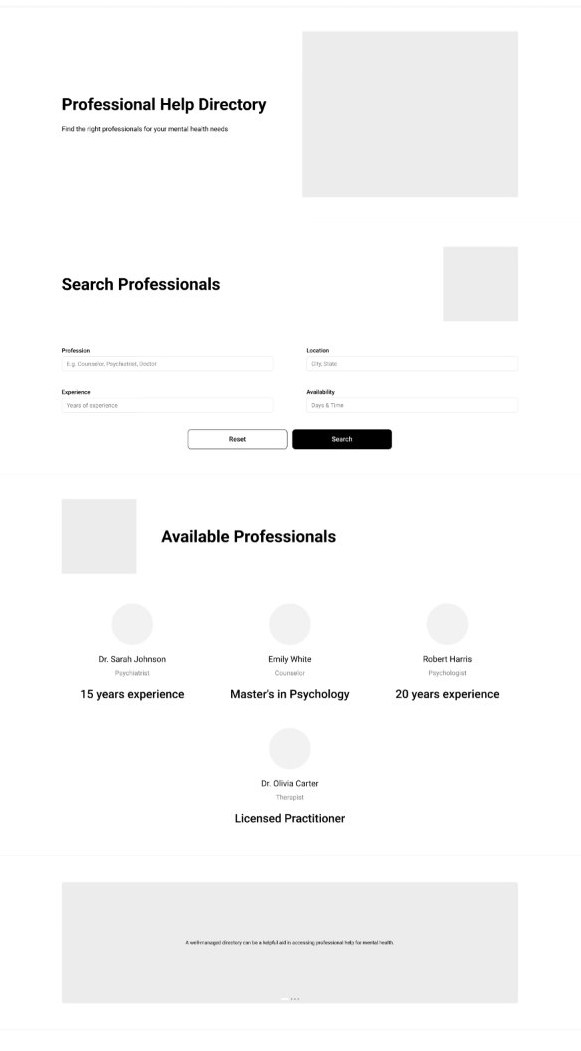 Professional Help Directory
Find the right professionals for your mental health needs
Search Professionals
Profession
Location
E.g. Counselor, Psychiatrist, Doctor
City, State
Experience
Availability
Years of experience
Days & Time
Reset
Search
Available Professionals
Dr. Sarah Johnson
Emily White
Robert Harris
Psychiatrist
Counselor
Psychologist
15 years experience
Master's in Psychology
20 years experience
Dr. Olivia Carter
Therapist
Licensed Practitioner
A well-managed directory can be a helpful aid in accessing professional help for mental health.